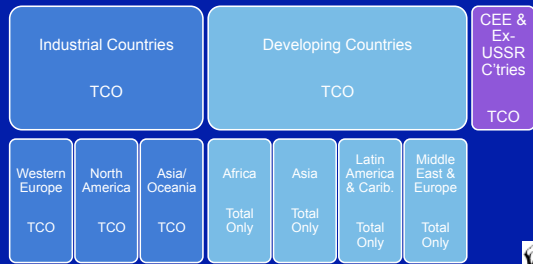 Industrial Countries
TCO
Developing Countries
TCO
CEE &
Ex-
USSR
C'tries
TCO
Western
Europe
TCO
North
America
TCO
Asia/
Oceania
TCO
Africa
Total
Only
Asia
Total
Only
Latin
America
& Carib.
Total
Only
Middle
East &
Europe
Total
Only